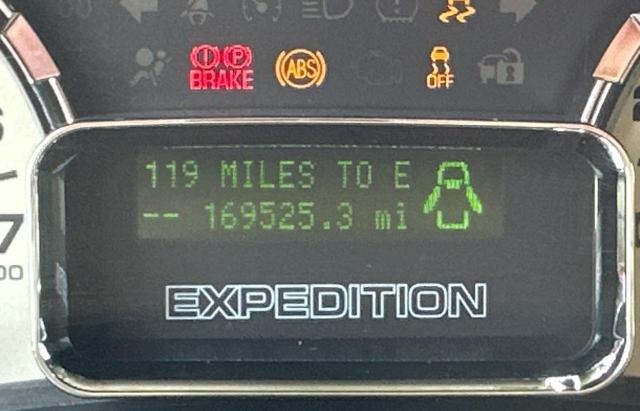 BRAKE
ABS
OFF
119 MILES TO E
-- 169525.3 mi
EXPEDITION